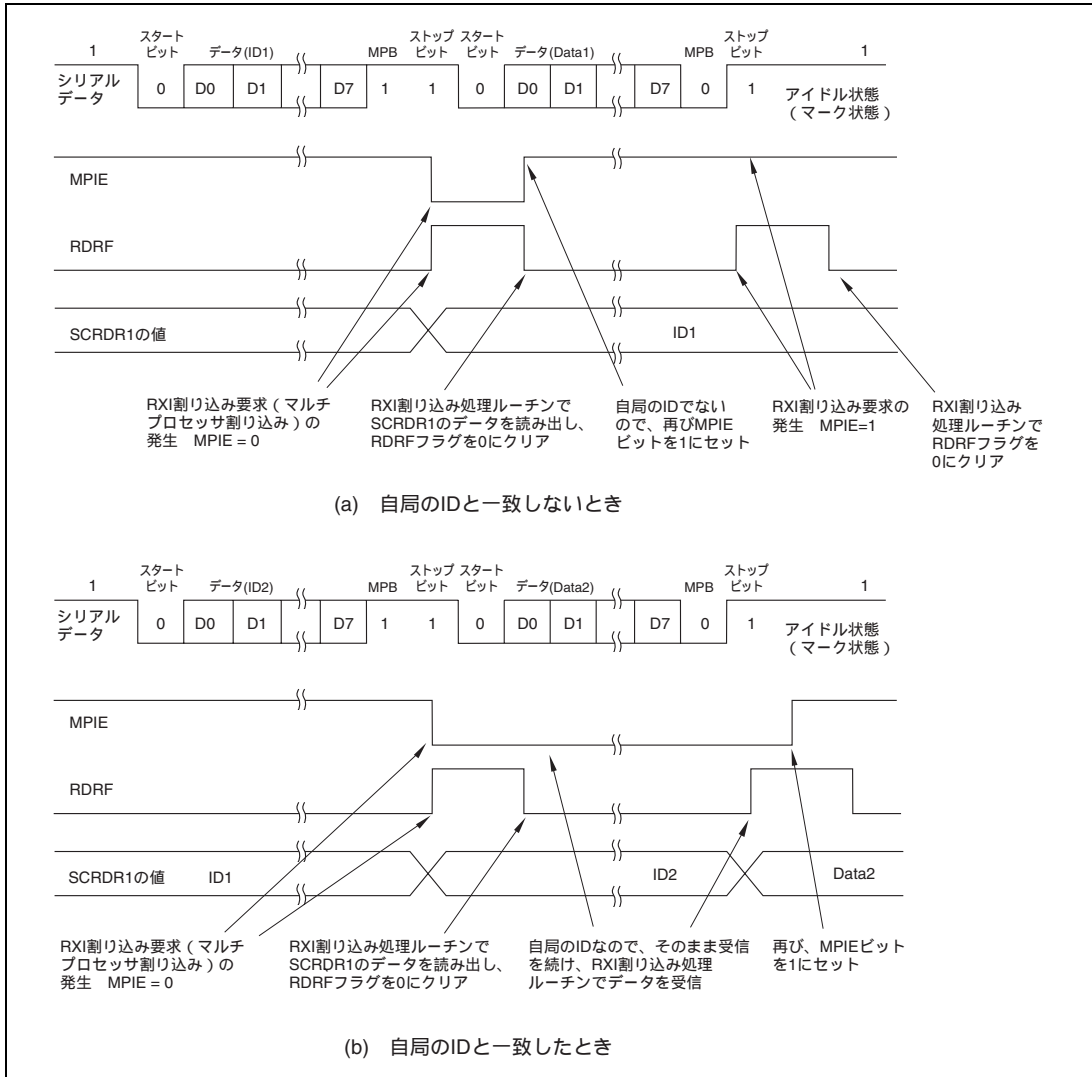 1 スタートビット データ(ID1) MPB ストップビット スタートビット データ(Data1) MPB ストップビット 1
シリアルデータ 0 D0 D1 D7 1 1 0 D0 D1 D7 0 1 アイドル状態(マーク状態)
MPIE
RDRF
SCRDR1の値 ID1
RXI割り込み要求(マルチ
プロセッサ割り込み)の
発生 MPIE = 0
RXI割り込み処理ルーチンで
SCRDR1のデータを読み出し、
RDRFフラグを0にクリア
自局のIDでない
ので、再びMPIE
ビットを1にセット
RXI割り込み要求の
発生 MPIE=1
RXI割り込み
処理ルーチンで
RDRFフラグを
0にクリア
(a) 自局のIDと一致しないとき
1 スタートビット データ(ID2) MPB ストップビット スタートビット データ(Data2) MPB ストップビット 1
シリアルデータ 0 D0 D1 D7 1 1 0 D0 D1 D7 0 1 アイドル状態(マーク状態)
MPIE
RDRF
SCRDR1の値 ID1 ID2 Data2
RXI割り込み要求(マルチ
プロセッサ割り込み)の
発生 MPIE = 0
RXI割り込み処理ルーチンで
SCRDR1のデータを読み出し、
RDRFフラグを0にクリア
自局のIDなので、そのまま受信
を続け、RXI割り込み処理
ルーチンでデータを受信
再び、MPIEビット
を1にセット
(b) 自局のIDと一致したとき